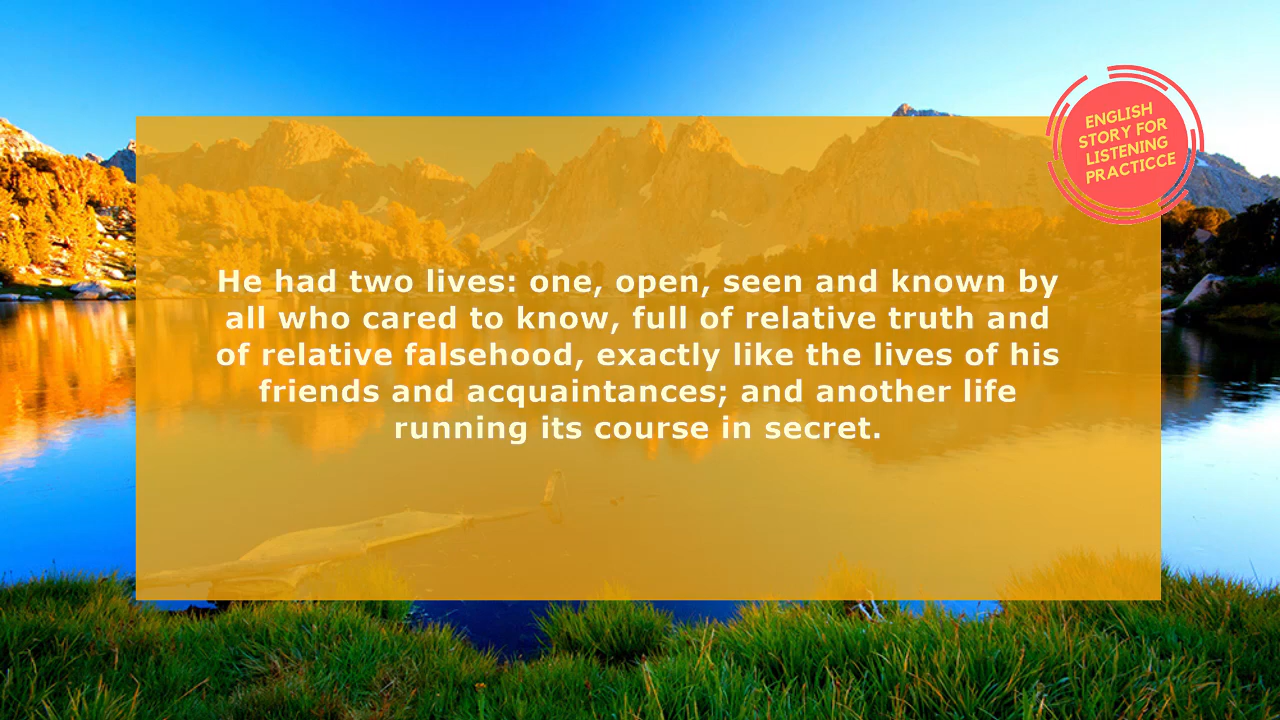 ENGLISH
STORY FOR
LISTENING
PRACTICCE
He had two lives: one, open, seen and known by
all who cared to know, full of relative truth and
of relative falsehood, exactly like the lives of his
friends and acquaintances; and another life
running its course in secret.